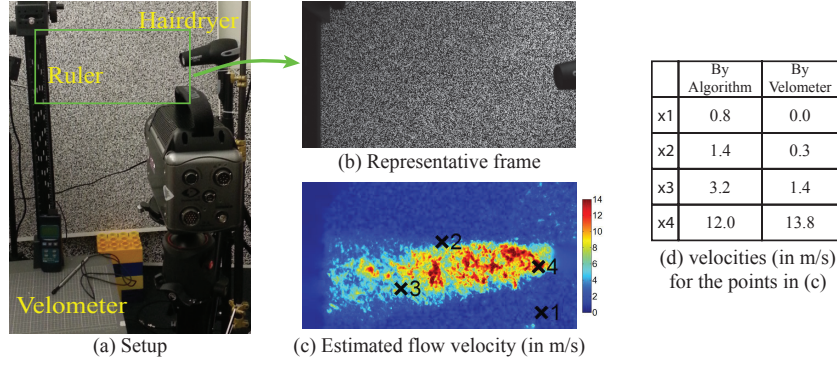 Hairdryer
Ruler
Velometer
(a) Setup
(b) Representative frame
2
4
3
1
14
12
10
8
6
4
2
0
(c) Estimated flow velocity (in m/s)
By Algorithm By Velometer
x1 0.8 0.0
x2 1.4 0.3
x3 3.2 1.4
x4 12.0 13.8
(d) velocities (in m/s)
for the points in (c)